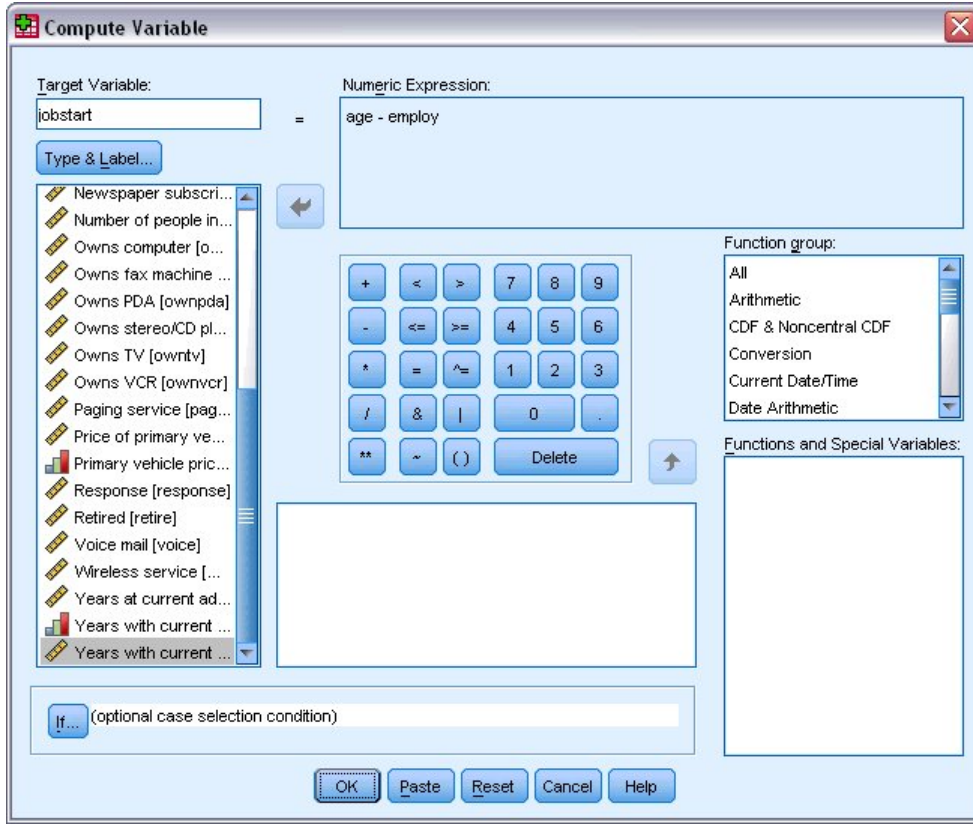 Compute Variable
Target Variable:
jobstart
=
Numeric Expression:
age - employ
Type & Label...
Newspaper subscri...
Number of people in...
Owns computer [o...
Owns fax machine ...
Owns PDA [ownpda]
Owns stereo/CD pl...
Owns TV [owntv]
Owns VCR [ownvcr]
Paging service [pag...
Price of primary ve...
Primary vehicle pric...
Response [response]
Retired [retire]
Voice mail [voice]
Wireless service [...
Years at current ad...
Years with current ...
Years with current ...
+ < > 7 8 9
- <= >= 4 5 6
* = ~= 1 2 3
/ & | 0 .
** ~ ( ) Delete
Function group:
All
Arithmetic
CDF & Noncentral CDF
Conversion
Current Date/Time
Date Arithmetic
Functions and Special Variables:
If... (optional case selection condition)
OK Paste Reset Cancel Help